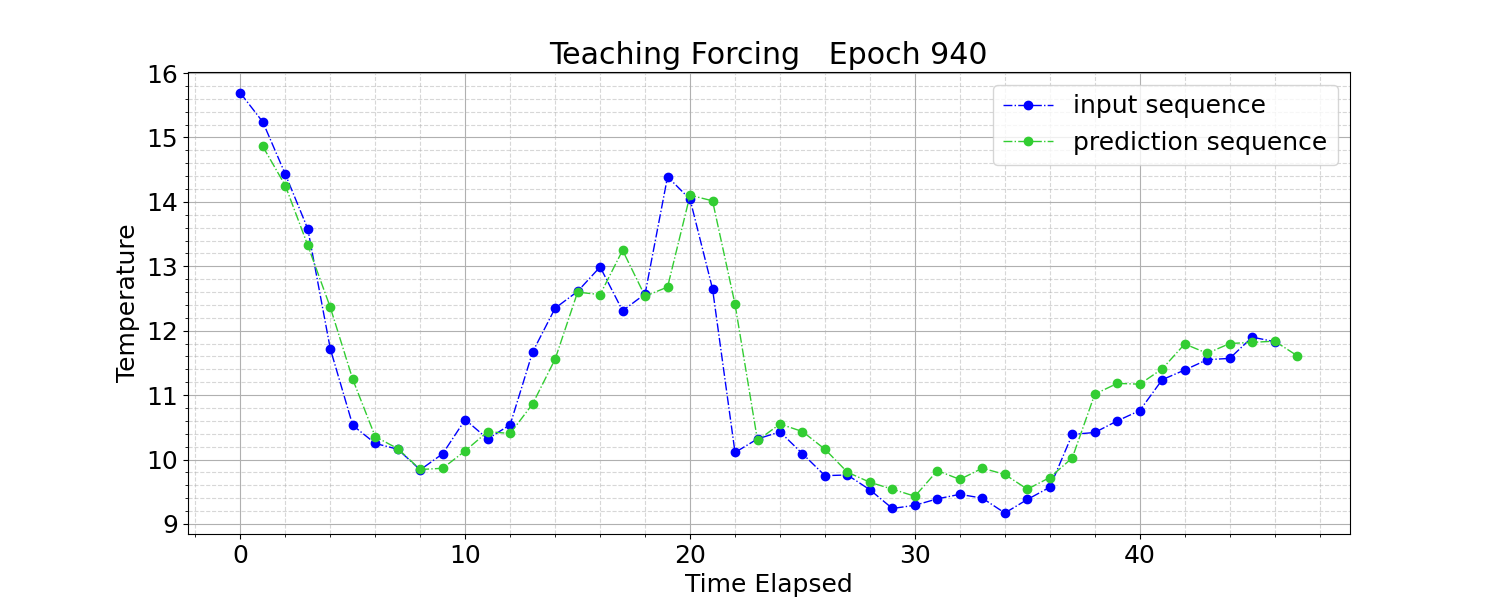 Teaching Forcing   Epoch 940
input sequence
prediction sequence
Temperature
16
15
14
13
12
11
10
9
0 10 20 30 40
Time Elapsed